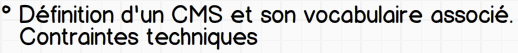 ° Définition d'un CMS et son vocabulaire associé.
Contraintes techniques